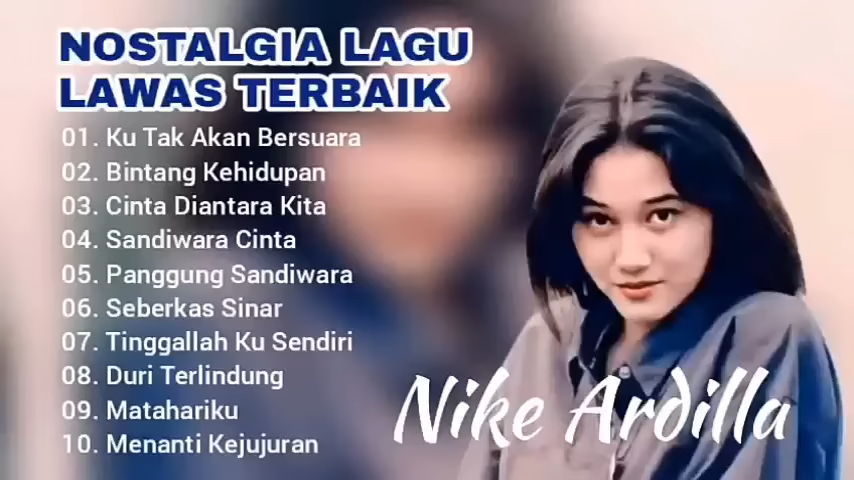 NOSTALGIA LAGU
LAWAS TERBAIK
01. Ku Tak Akan Bersuara
02. Bintang Kehidupan
03. Cinta Diantara Kita
04. Sandiwara Cinta
05. Panggung Sandiwara
06. Seberkas Sinar
07. Tinggallah Ku Sendiri
08. Duri Terlindung
09. Matahariku
10. Menanti Kejujuran
Nike Ardilla